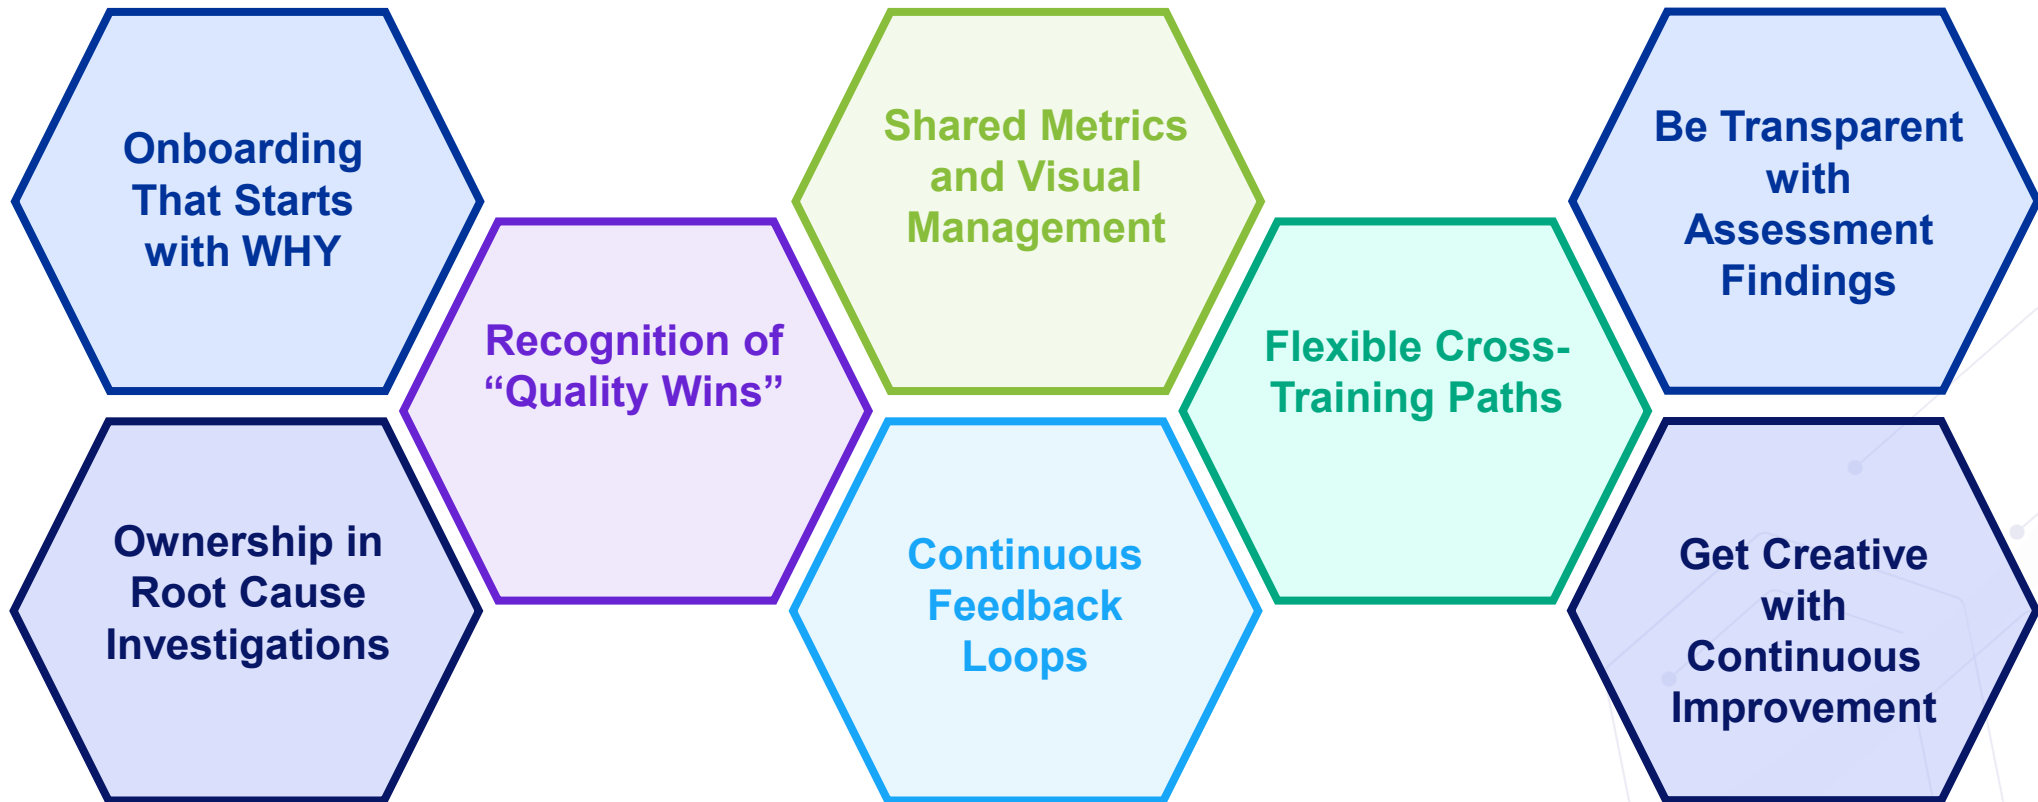 Onboarding
That Starts
with WHY
Ownership in
Root Cause
Investigations
Recognition of
“Quality Wins”
Shared Metrics
and Visual
Management
Continuous
Feedback
Loops
Flexible Cross-
Training Paths
Be Transparent
with
Assessment
Findings
Get Creative
with
Continuous
Improvement